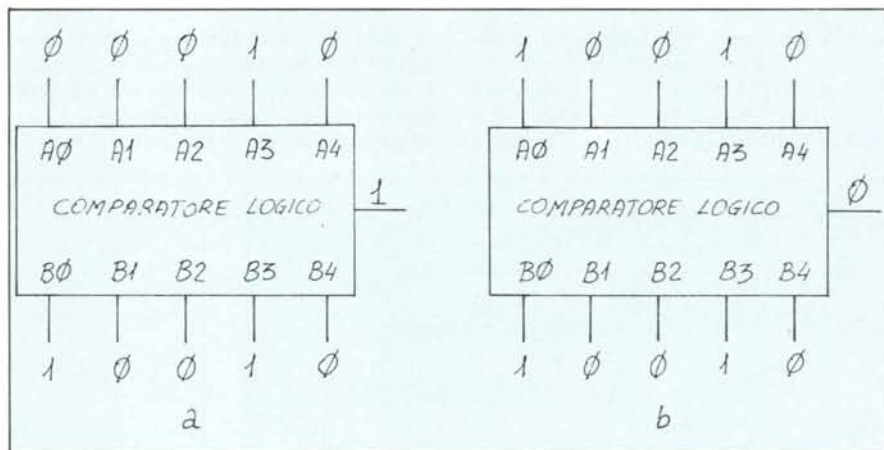 Ø Ø Ø 1 Ø
AØ A1 A2 A3 A4
COMPARATORE LOGICO
1
BØ B1 B2 B3 B4
1 Ø Ø 1 Ø
a
1 Ø Ø 1 Ø
AØ A1 A2 A3 A4
COMPARATORE LOGICO
Ø
BØ B1 B2 B3 B4
1 Ø Ø 1 Ø
b